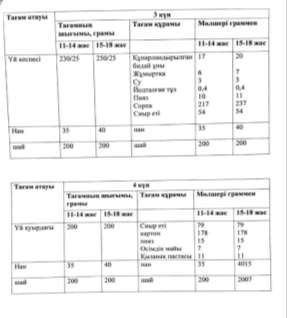 3 күн
Тағам атауы
Тағамның шығымы, грамы
Тағам құрамы
Мөлшері граммен
11-14 жас 15-18 жас 11-14 жас 15-18 жас
Үй кеспесі 230/25 250/25 Құнарландырылған бидай ұны 17 20
Жұмыртқа 6 7
Су 3 3
Йодталған тұз 0,4 0,4
Пияз 10 11
Сорпа 217 237
Сиыр еті 54 54
Нан 35 40 нан 35 40
шай 200 200 шай 200 200
4 күн
Тағам атауы
Тағамның шығымы, грамы
Тағам құрамы
Мөлшері граммен
11-14 жас 15-18 жас 11-14 жас 15-18 жас
Үй қуырдағы 200 200 Сиыр еті 79 79
картоп 178 178
пияз 15 15
Өсімдік майы 7 7
Қызанақ пастасы 11 11
Нан 35 40 нан 35 4015
шай 200 200 шай 200 2007